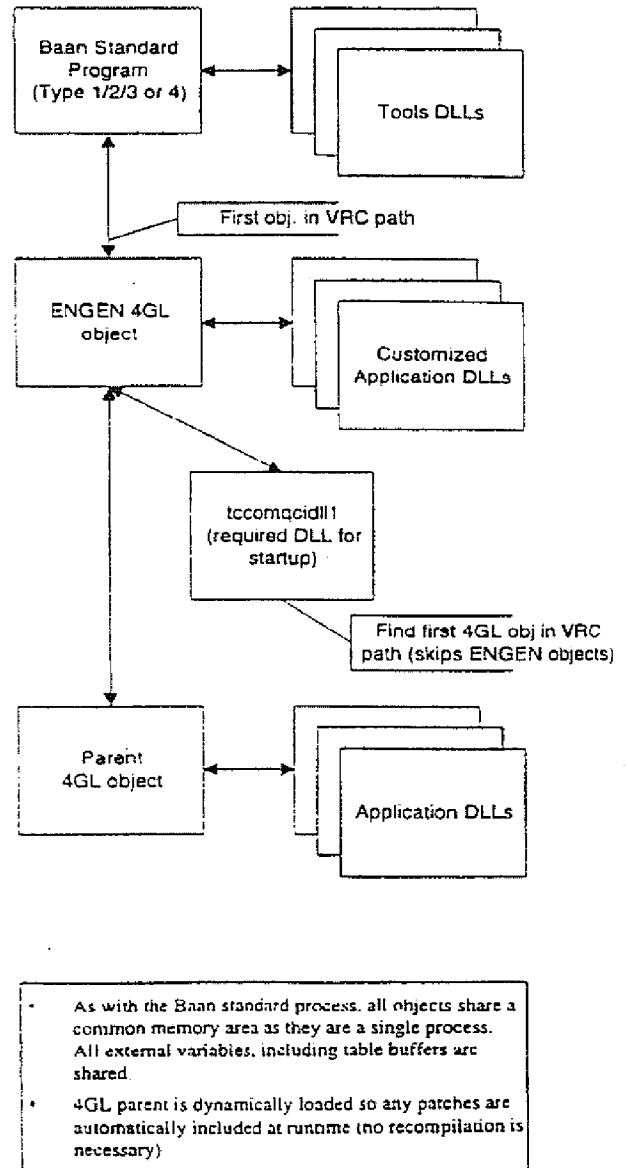 Baan Standard
Program
(Type 1/2/3 or 4)
Tools DLLs
First obj. in VRC path
ENGEN 4GL
object
Customized
Application DLLs
tccomqcidll1
(required DLL for
startup)
Find first 4GL obj in VRC
path (skips ENGEN objects)
Parent
4GL object
Application DLLs
• As with the Baan standard process, all objects share a
common memory area as they are a single process.
All external variables, including table buffers are
shared.
• 4GL parent is dynamically loaded so any patches are
automatically included at runtime (no recompilation is
necessary)